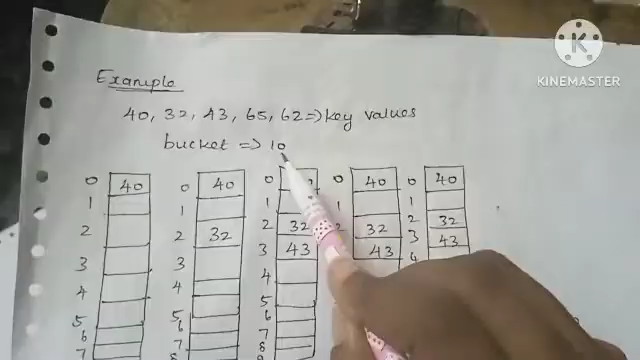 KINEMASTER
Example
40, 32, 43, 65, 62 => key values
bucket => 10
0 40 0 40 0 0 40 0 40
1 1 1 1 1
2 2 32 2 32 2 32 2 32
3 3 3 43 43 3 43
4 4 4 4
5 5 5
6 6 6
7 7 7
8